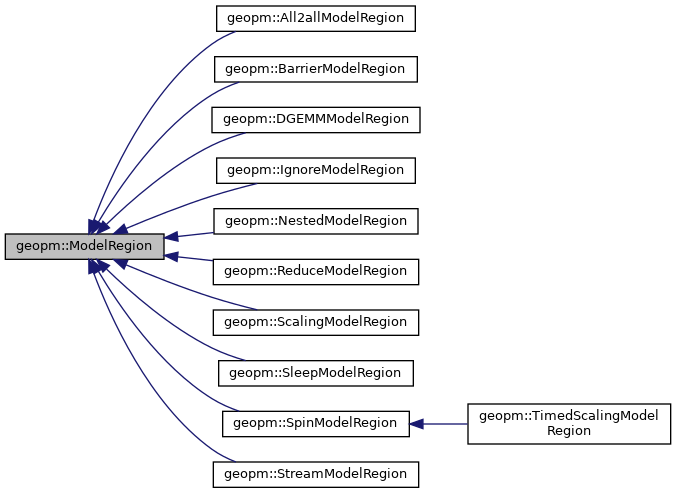 geopm::All2allModelRegion
geopm::BarrierModelRegion
geopm::DGEMMModelRegion
geopm::IgnoreModelRegion
geopm::NestedModelRegion
geopm::ModelRegion
geopm::ReduceModelRegion
geopm::ScalingModelRegion
geopm::SleepModelRegion
geopm::SpinModelRegion
geopm::TimedScalingModel
Region
geopm::StreamModelRegion